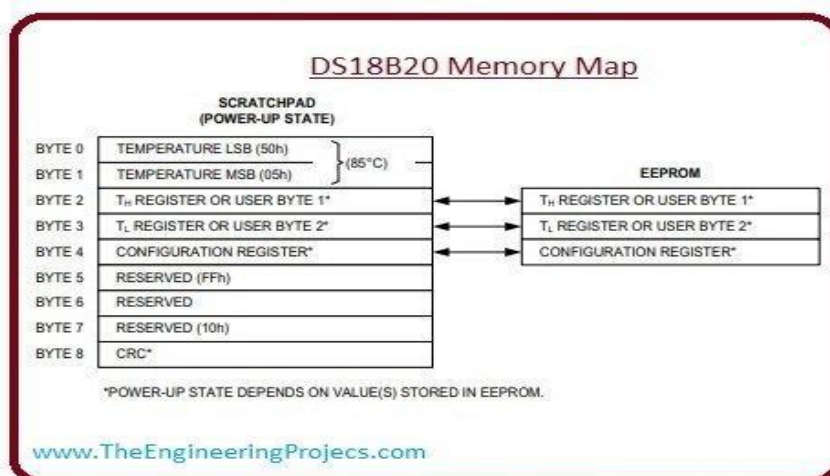 DS18B20 Memory Map
SCRATCHPAD
(POWER-UP STATE)
BYTE 0 TEMPERATURE LSB (50h)
(85°C)
BYTE 1 TEMPERATURE MSB (05h)
EEPROM
BYTE 2 TH REGISTER OR USER BYTE 1* TH REGISTER OR USER BYTE 1*
BYTE 3 TL REGISTER OR USER BYTE 2* TL REGISTER OR USER BYTE 2*
BYTE 4 CONFIGURATION REGISTER* CONFIGURATION REGISTER*
BYTE 5 RESERVED (FFh)
BYTE 6 RESERVED
BYTE 7 RESERVED (10h)
BYTE 8 CRC*
*POWER-UP STATE DEPENDS ON VALUE(S) STORED IN EEPROM.
www.TheEngineeringProjecs.com